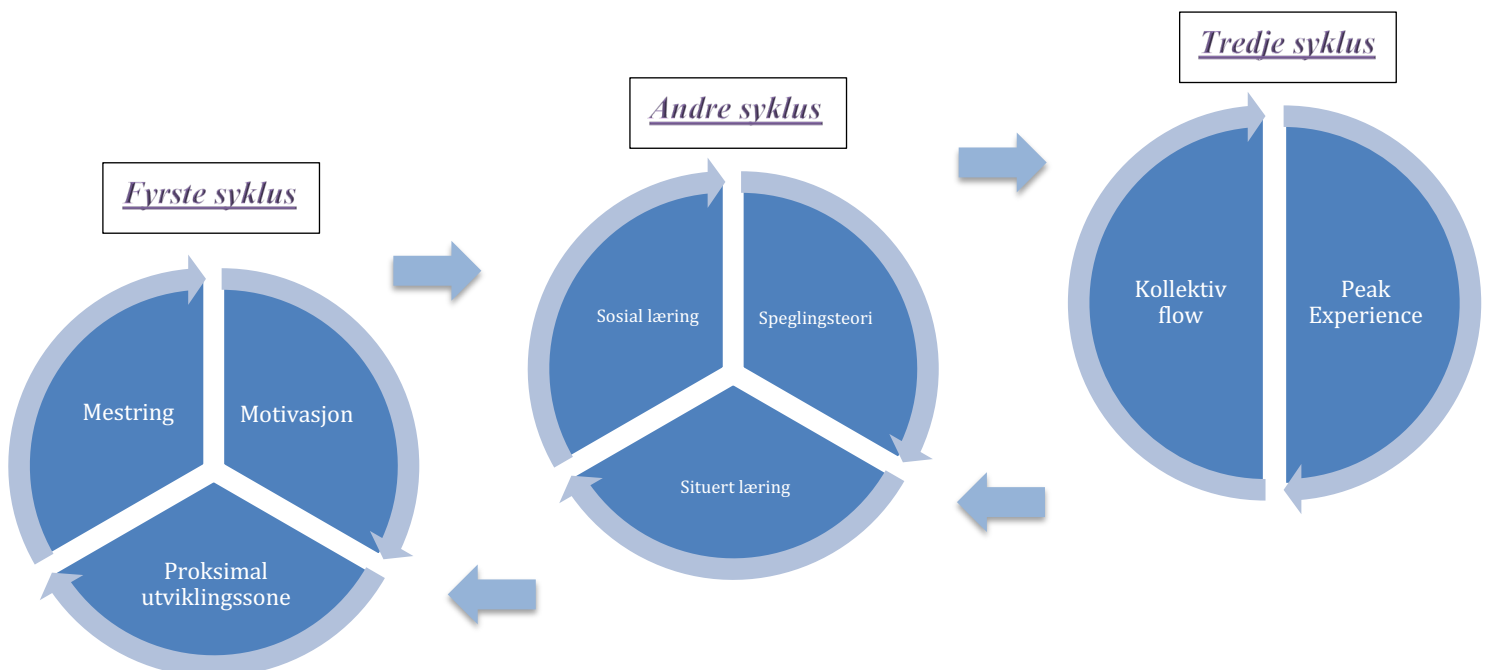 Fyrste syklus
Mestring
Motivasjon
Proksimal
utviklingssone
Andre syklus
Sosial læring
Speglingsteori
Situert læring
Tredje syklus
Kollektiv
flow
Peak
Experience